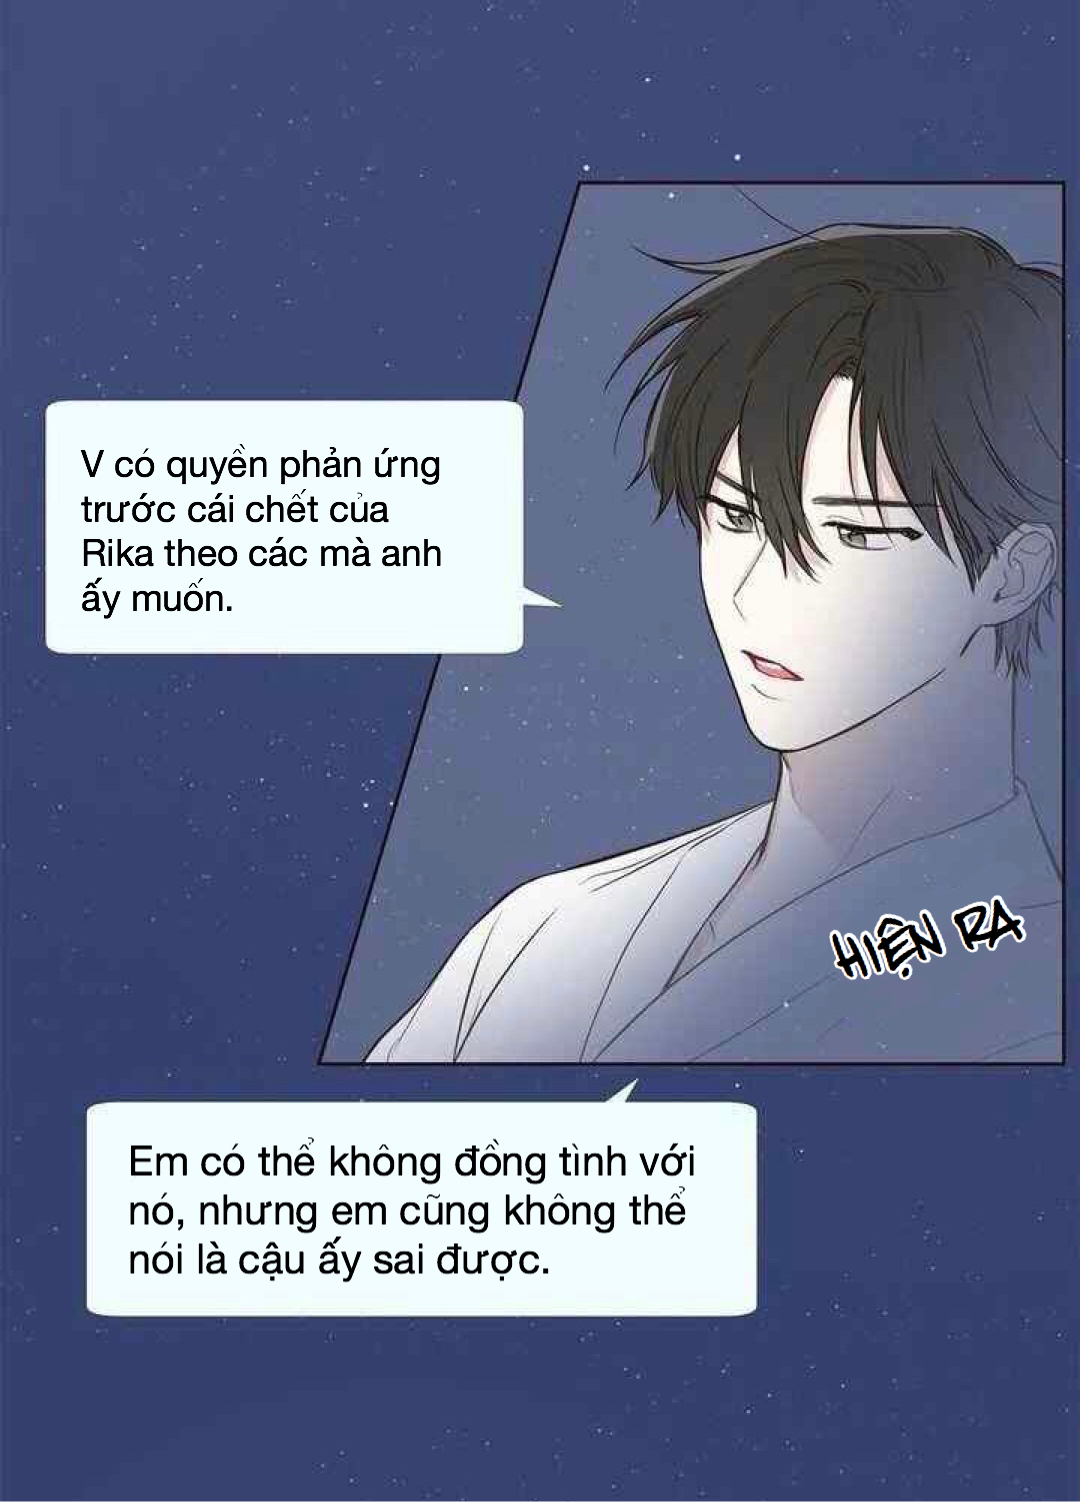 V có quyền phản ứng
trước cái chết của
Rika theo các mà anh
ấy muốn.
HIỆN RA
Em có thể không đồng tình với
nó, nhưng em cũng không thể
nói là cậu ấy sai được.